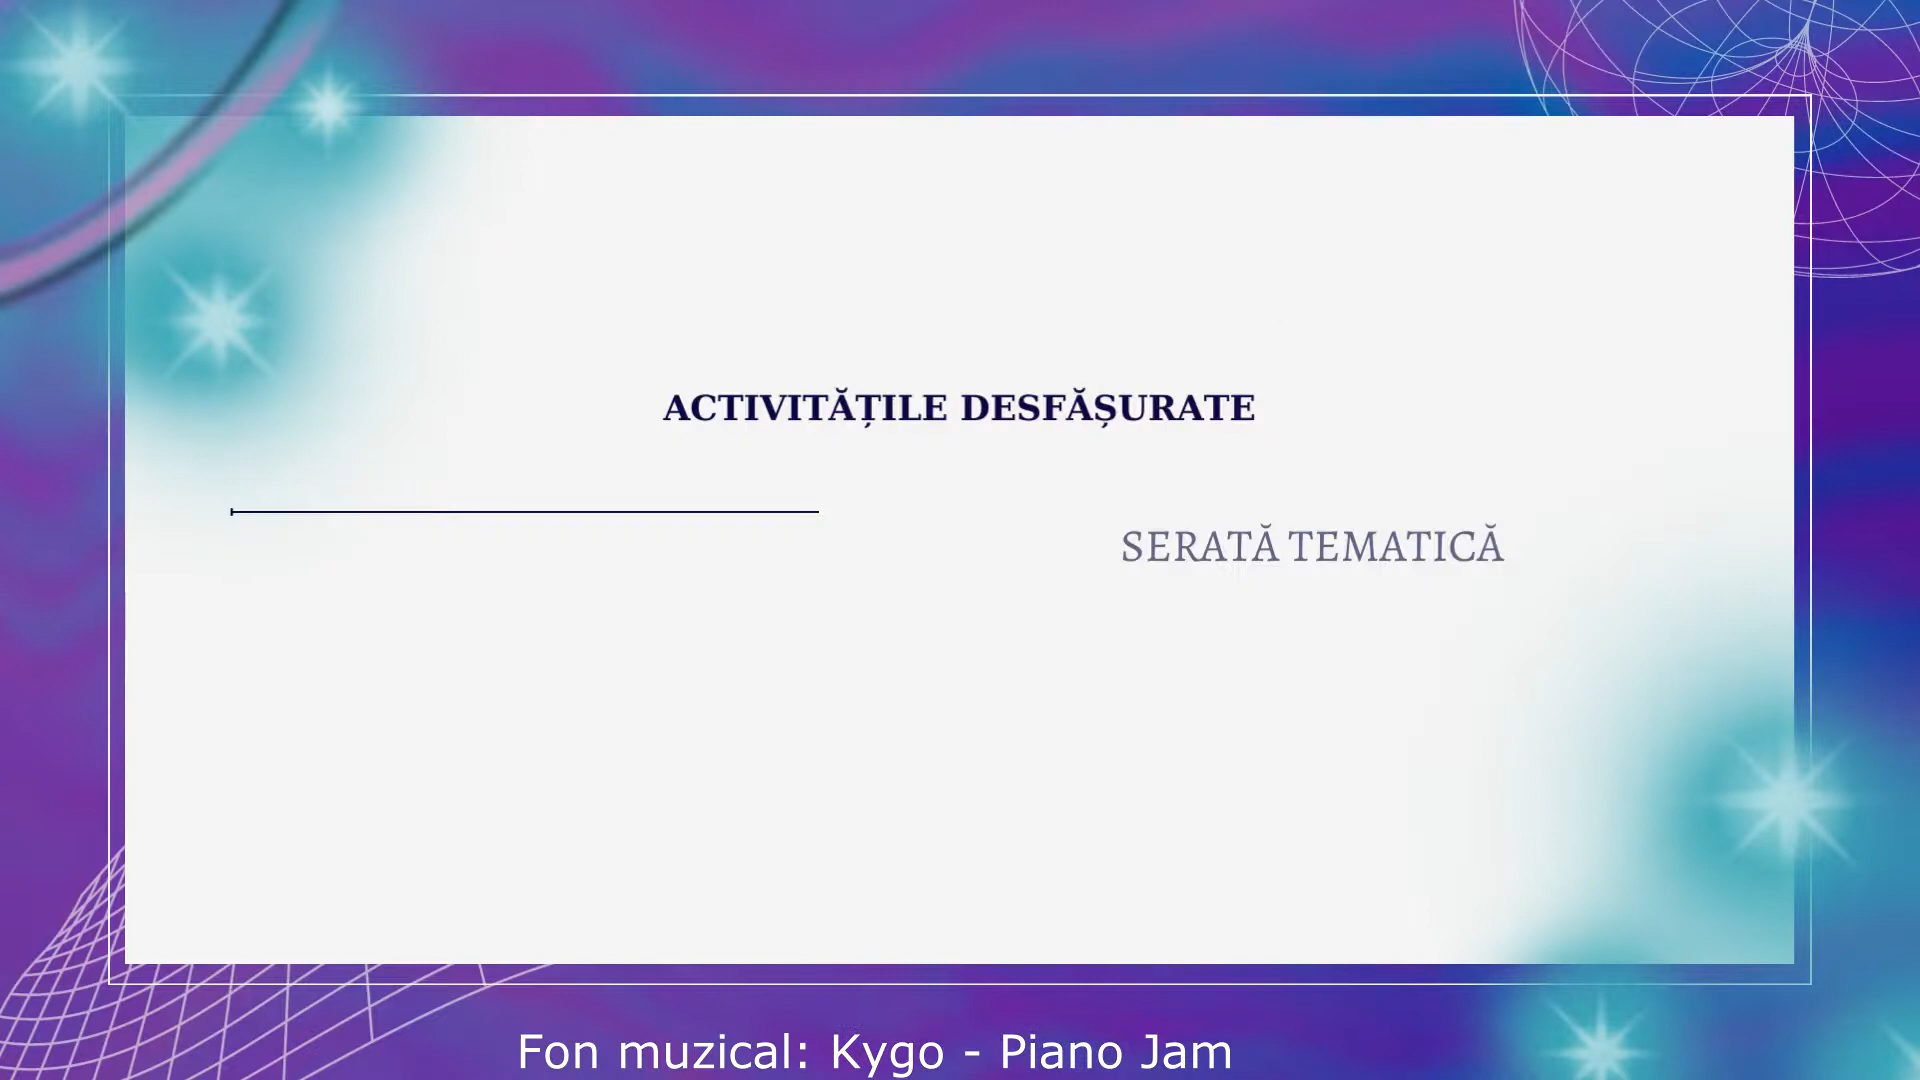 ACTIVITĂȚILE DESFĂȘURATE
SERATĂ TEMATICĂ
Fon muzical: Kygo - Piano Jam